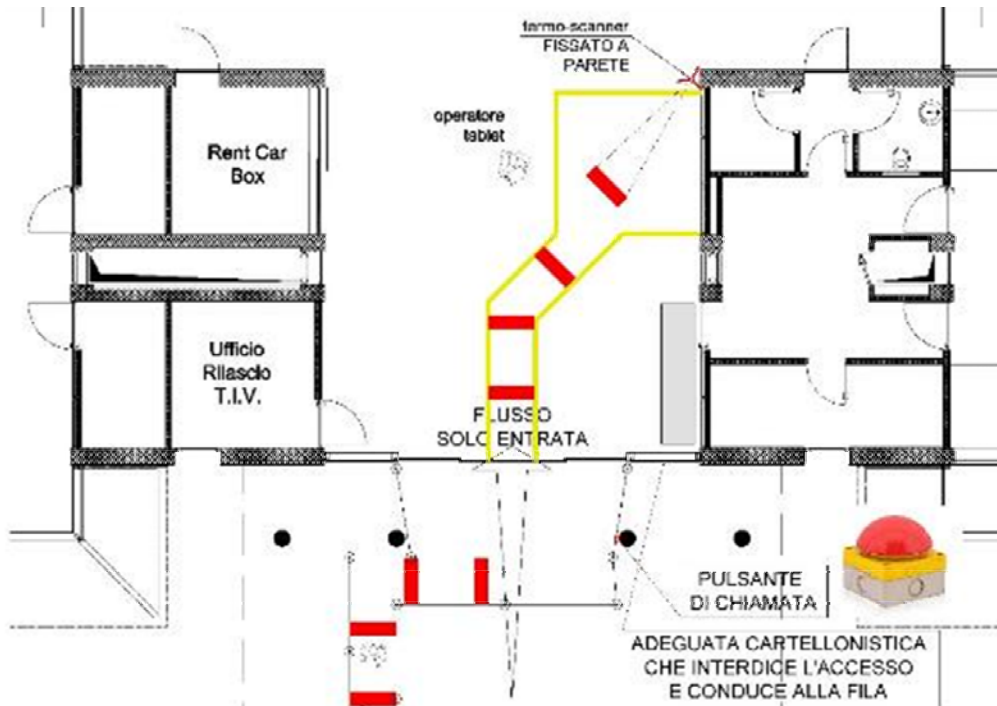 termo-scanner
FISSATO A
PARETE
operatore
tablet
Rent Car
Box
Ufficio
Rilascio
T.I.V.
FLUSSO
SOLO ENTRATA
PULSANTE
DI CHIAMATA
ADEGUATA CARTELLONISTICA
CHE INTERDICE L'ACCESSO
E CONDUCE ALLA FILA